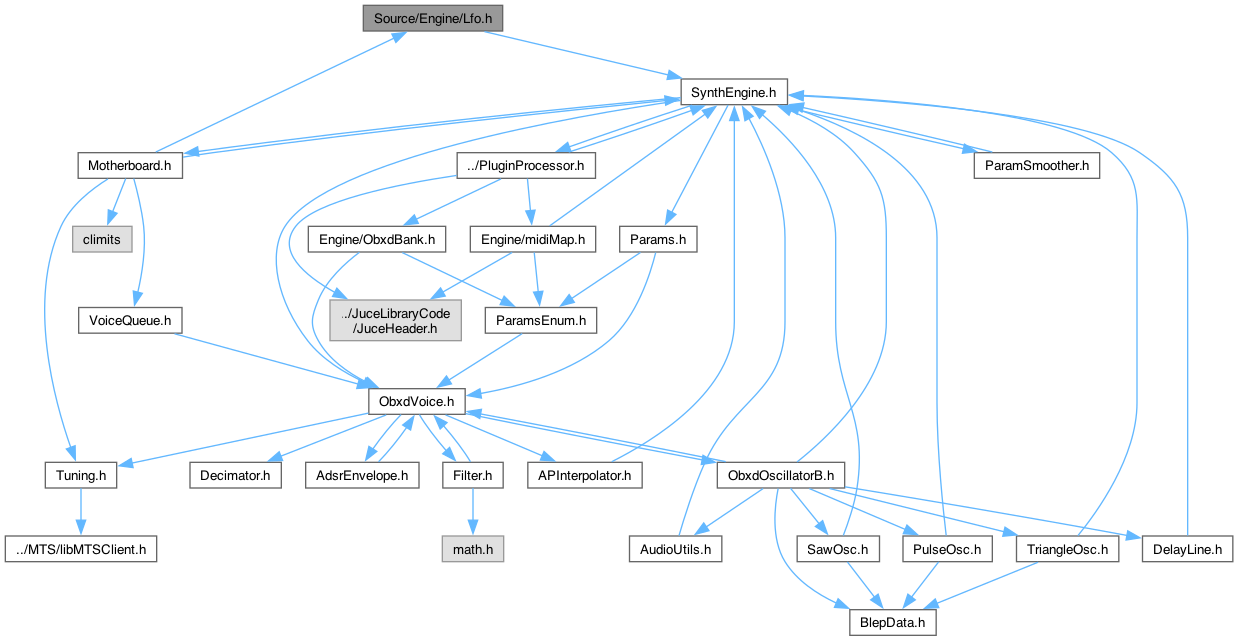 Source/Engine/Lfo.h
SynthEngine.h
Motherboard.h
../PluginProcessor.h
ParamSmoother.h
climits
Engine/ObxdBank.h
Engine/midiMap.h
Params.h
VoiceQueue.h
../JuceLibraryCode
/JuceHeader.h
ParamsEnum.h
ObxdVoice.h
Tuning.h
Decimator.h
AdsrEnvelope.h
Filter.h
APInterpolator.h
ObxdOscillatorB.h
../MTS/libMTSClient.h
math.h
AudioUtils.h
SawOsc.h
PulseOsc.h
TriangleOsc.h
DelayLine.h
BlepData.h